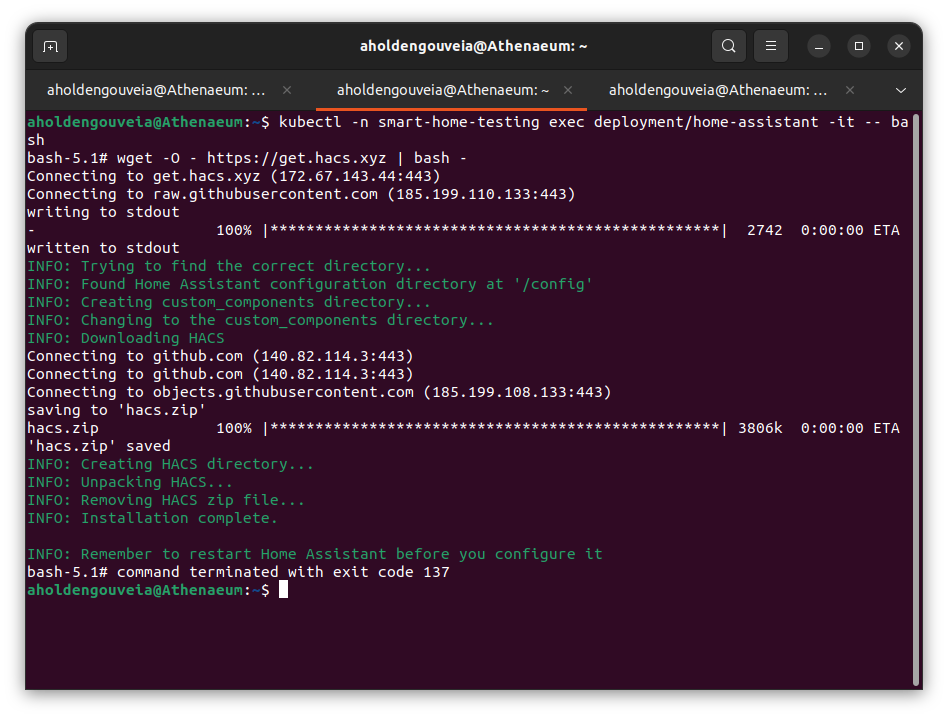 aholdengouveia@Athenaeum: ~
aholdengouveia@Athenaeum: ...
aholdengouveia@Athenaeum: ~
aholdengouveia@Athenaeum: ...
aholdengouveia@Athenaeum:~$ kubectl -n smart-home-testing exec deployment/home-assistant -it -- ba
sh
bash-5.1# wget -O - https://get.hacs.xyz | bash -
Connecting to get.hacs.xyz (172.67.143.44:443)
Connecting to raw.githubusercontent.com (185.199.110.133:443)
writing to stdout
-                    100% |**************************************************|  2742  0:00:00 ETA
written to stdout
INFO: Trying to find the correct directory...
INFO: Found Home Assistant configuration directory at '/config'
INFO: Creating custom_components directory...
INFO: Changing to the custom_components directory...
INFO: Downloading HACS
Connecting to github.com (140.82.114.3:443)
Connecting to github.com (140.82.114.3:443)
Connecting to objects.githubusercontent.com (185.199.108.133:443)
saving to 'hacs.zip'
hacs.zip             100% |**************************************************| 3806k  0:00:00 ETA
'hacs.zip' saved
INFO: Creating HACS directory...
INFO: Unpacking HACS...
INFO: Removing HACS zip file...
INFO: Installation complete.
INFO: Remember to restart Home Assistant before you configure it
bash-5.1# command terminated with exit code 137
aholdengouveia@Athenaeum:~$